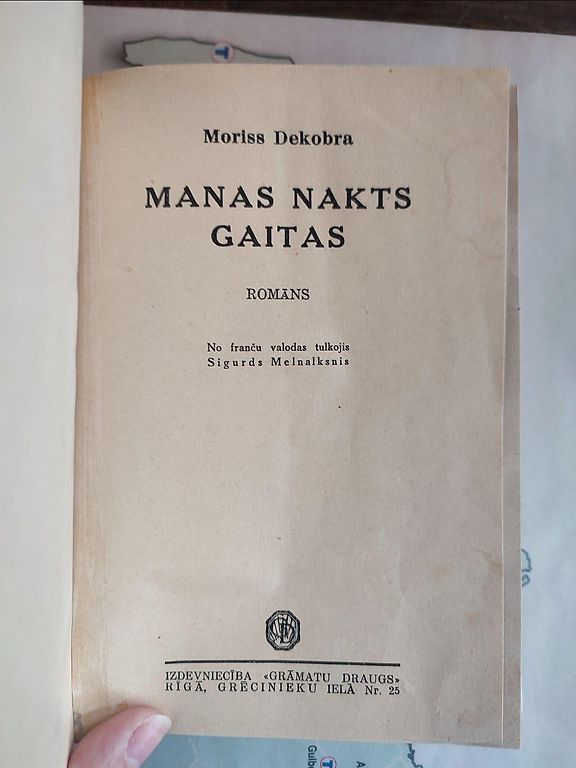 Moriss Dekobra
MANAS NAKTS
GAITAS
ROMĀNS
No franču valodas tulkojis
Sigurds Melnalksnis
IZDEVNIECĪBA «GRĀMATU DRAUGS»
RĪGĀ, GRĒCINIEKU IELĀ Nr. 25
T
Gulb
T
A